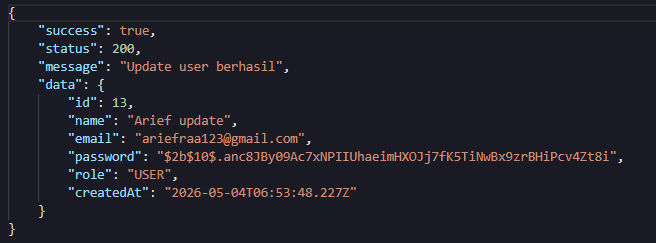 {
    "success": true,
    "status": 200,
    "message": "Update user berhasil",
    "data": {
        "id": 13,
        "name": "Arief update",
        "email": "ariefraa123@gmail.com",
        "password": "$2b$10$.anc8JBy09Ac7xNPIIUhaeimHXOJj7fK5TiNwBx9zrBHiPcv4Zt8i",
        "role": "USER",
        "createdAt": "2026-05-04T06:53:48.227Z"
    }
}